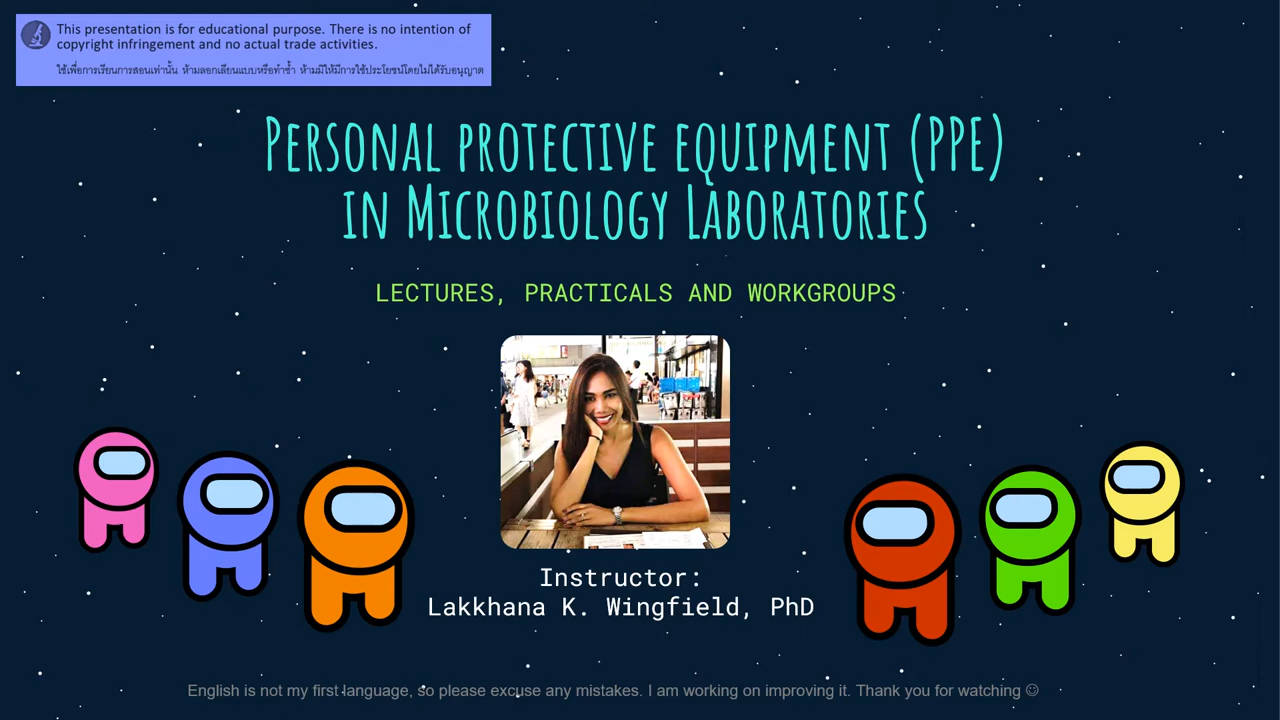 This presentation is for educational purpose. There is no intention of
copyright infringement and no actual trade activities.
ใช้เพื่อการเรียนการสอนเท่านั้น ห้ามลอกเลียนแบบหรือทำซ้ำ ห้ามมิให้มีการใช้ประโยชน์โดยไม่ได้รับอนุญาต
Personal protective equipment (PPE)
in Microbiology Laboratories
LECTURES, PRACTICALS AND WORKGROUPS
Instructor:
Lakkhana K. Wingfield, PhD
English is not my first language, so please excuse any mistakes. I am working on improving it. Thank you for watching ☺